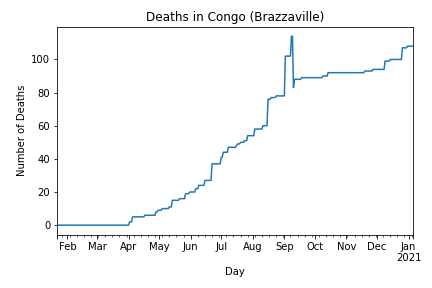 Deaths in Congo (Brazzaville)
100
80
60
40
20
0
Number of Deaths
Feb Mar Apr May Jun Jul Aug Sep Oct Nov Dec Jan
2021
Day